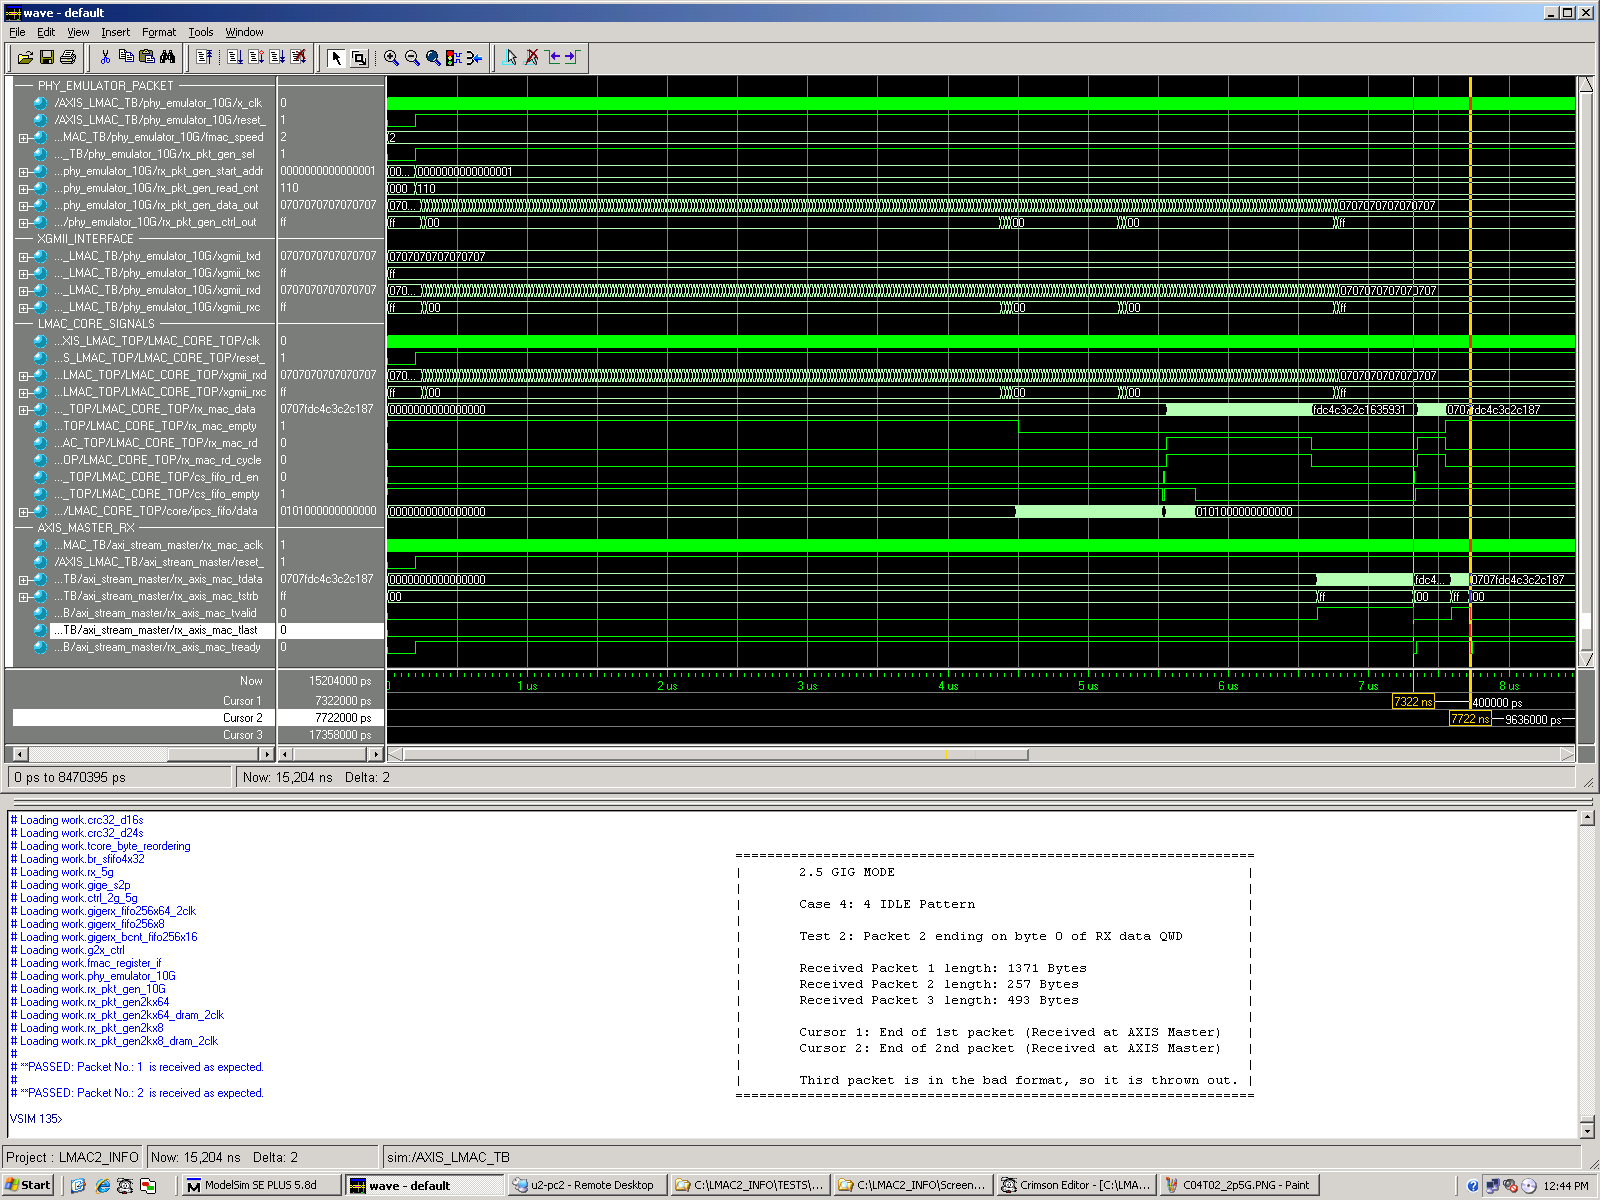 wave - default
File Edit View Insert Format Tools Window
PHY_EMULATOR_PACKET
/AXIS_LMAC_TB/phy_emulator_10G/x_clk 0
/AXIS_LMAC_TB/phy_emulator_10G/reset_ 1
...MAC_TB/phy_emulator_10G/fmac_speed 2 2
..._TB/phy_emulator_10G/rx_pkt_gen_sel 1
...phy_emulator_10G/rx_pkt_gen_start_addr 0000000000000001 00... 0000000000000001
...phy_emulator_10G/rx_pkt_gen_read_cnt 110 000 110
...phy_emulator_10G/rx_pkt_gen_data_out 0707070707070707 070... 0707070707070707
.../phy_emulator_10G/rx_pkt_gen_ctrl_out ff ff 00 00 00 ff
XGMII_INTERFACE
..._LMAC_TB/phy_emulator_10G/xgmii_txd 0707070707070707 0707070707070707
..._LMAC_TB/phy_emulator_10G/xgmii_txc ff ff
..._LMAC_TB/phy_emulator_10G/xgmii_rxd 0707070707070707 070... 0707070707070707
..._LMAC_TB/phy_emulator_10G/xgmii_rxc ff ff 00 00 00 ff
LMAC_CORE_SIGNALS
...XIS_LMAC_TOP/LMAC_CORE_TOP/clk 0
...S_LMAC_TOP/LMAC_CORE_TOP/reset_ 1
...LMAC_TOP/LMAC_CORE_TOP/xgmii_rxd 0707070707070707 070... 0707070707070707
...LMAC_TOP/LMAC_CORE_TOP/xgmii_rxc ff ff 00 00 00 ff
..._TOP/LMAC_CORE_TOP/rx_mac_data 0707fdc4c3c2c187 0000000000000000 fdc4c3c2c1635931 0707fdc4c3c2c187
...TOP/LMAC_CORE_TOP/rx_mac_empty 1
...AC_TOP/LMAC_CORE_TOP/rx_mac_rd 0
...OP/LMAC_CORE_TOP/rx_mac_rd_cycle 0
..._TOP/LMAC_CORE_TOP/cs_fifo_rd_en 0
..._TOP/LMAC_CORE_TOP/cs_fifo_empty 1
.../LMAC_CORE_TOP/core/ipcs_fifo/data 0101000000000000 0000000000000000 0101000000000000
AXIS_MASTER_RX
...MAC_TB/axi_stream_master/rx_mac_aclk 1
/AXIS_LMAC_TB/axi_stream_master/reset_ 1
...TB/axi_stream_master/rx_axis_mac_tdata 0707fdc4c3c2c187 0000000000000000 fdc4... 0707fdc4c3c2c187
...TB/axi_stream_master/rx_axis_mac_tstrb ff 00 ff 00 ff 00
...B/axi_stream_master/rx_axis_mac_tvalid 0
...TB/axi_stream_master/rx_axis_mac_tlast 0
...B/axi_stream_master/rx_axis_mac_tready 0
Now 15204000 ps 0 1 us 2 us 3 us 4 us 5 us 6 us 7 us 8 us
Cursor 1 7322000 ps 7322 ns 400000 ps
Cursor 2 7722000 ps 7722 ns 9636000 ps
Cursor 3 17358000 ps
0 ps to 8470395 ps Now: 15,204 ns Delta: 2
# Loading work.crc32_d16s
# Loading work.crc32_d24s
# Loading work.tcore_byte_reordering
# Loading work.br_sfifo4x32
# Loading work.rx_5g
# Loading work.gige_s2p
# Loading work.ctrl_2g_5g
# Loading work.gigerx_fifo256x64_2clk
# Loading work.gigerx_fifo256x8
# Loading work.gigerx_bcnt_fifo256x16
# Loading work.g2x_ctrl
# Loading work.fmac_register_if
# Loading work.phy_emulator_10G
# Loading work.rx_pkt_gen_10G
# Loading work.rx_pkt_gen2kx64
# Loading work.rx_pkt_gen2kx64_dram_2clk
# Loading work.rx_pkt_gen2kx8
# Loading work.rx_pkt_gen2kx8_dram_2clk
#
# **PASSED: Packet No.: 1 is received as expected.
#
# **PASSED: Packet No.: 2 is received as expected.
VSIM 135>
=================================================================
| 2.5 GIG MODE |
| |
| Case 4: 4 IDLE Pattern |
| |
| Test 2: Packet 2 ending on byte 0 of RX data QWD |
| |
| Received Packet 1 length: 1371 Bytes |
| Received Packet 2 length: 257 Bytes |
| Received Packet 3 length: 493 Bytes |
| |
| Cursor 1: End of 1st packet (Received at AXIS Master) |
| Cursor 2: End of 2nd packet (Received at AXIS Master) |
| |
| Third packet is in the bad format, so it is thrown out. |
=================================================================
Project : LMAC2_INFO Now: 15,204 ns Delta: 2 sim:/AXIS_LMAC_TB
Start ModelSim SE PLUS 5.8d wave - default u2-pc2 - Remote Desktop C:\LMAC2_INFO\TESTS\... C:\LMAC2_INFO\Screen... Crimson Editor - [C:\LMA... C04T02_2p5G.PNG - Paint 12:44 PM